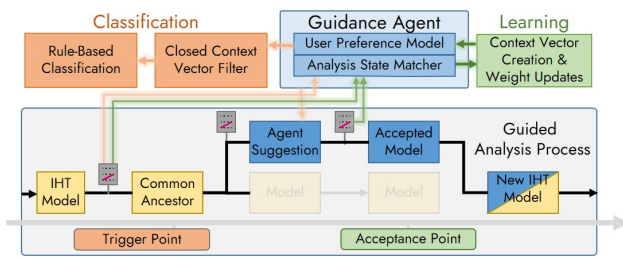 Classification
Guidance Agent
Learning
Rule-Based
Classification
Closed Context
Vector Filter
User Preference Model
Analysis State Matcher
Context Vector
Creation &
Weight Updates
Agent
Suggestion
Accepted
Model
Guided
Analysis Process
IHT
Model
Common
Ancestor
Model
Model
New IHT
Model
Trigger Point
Acceptance Point